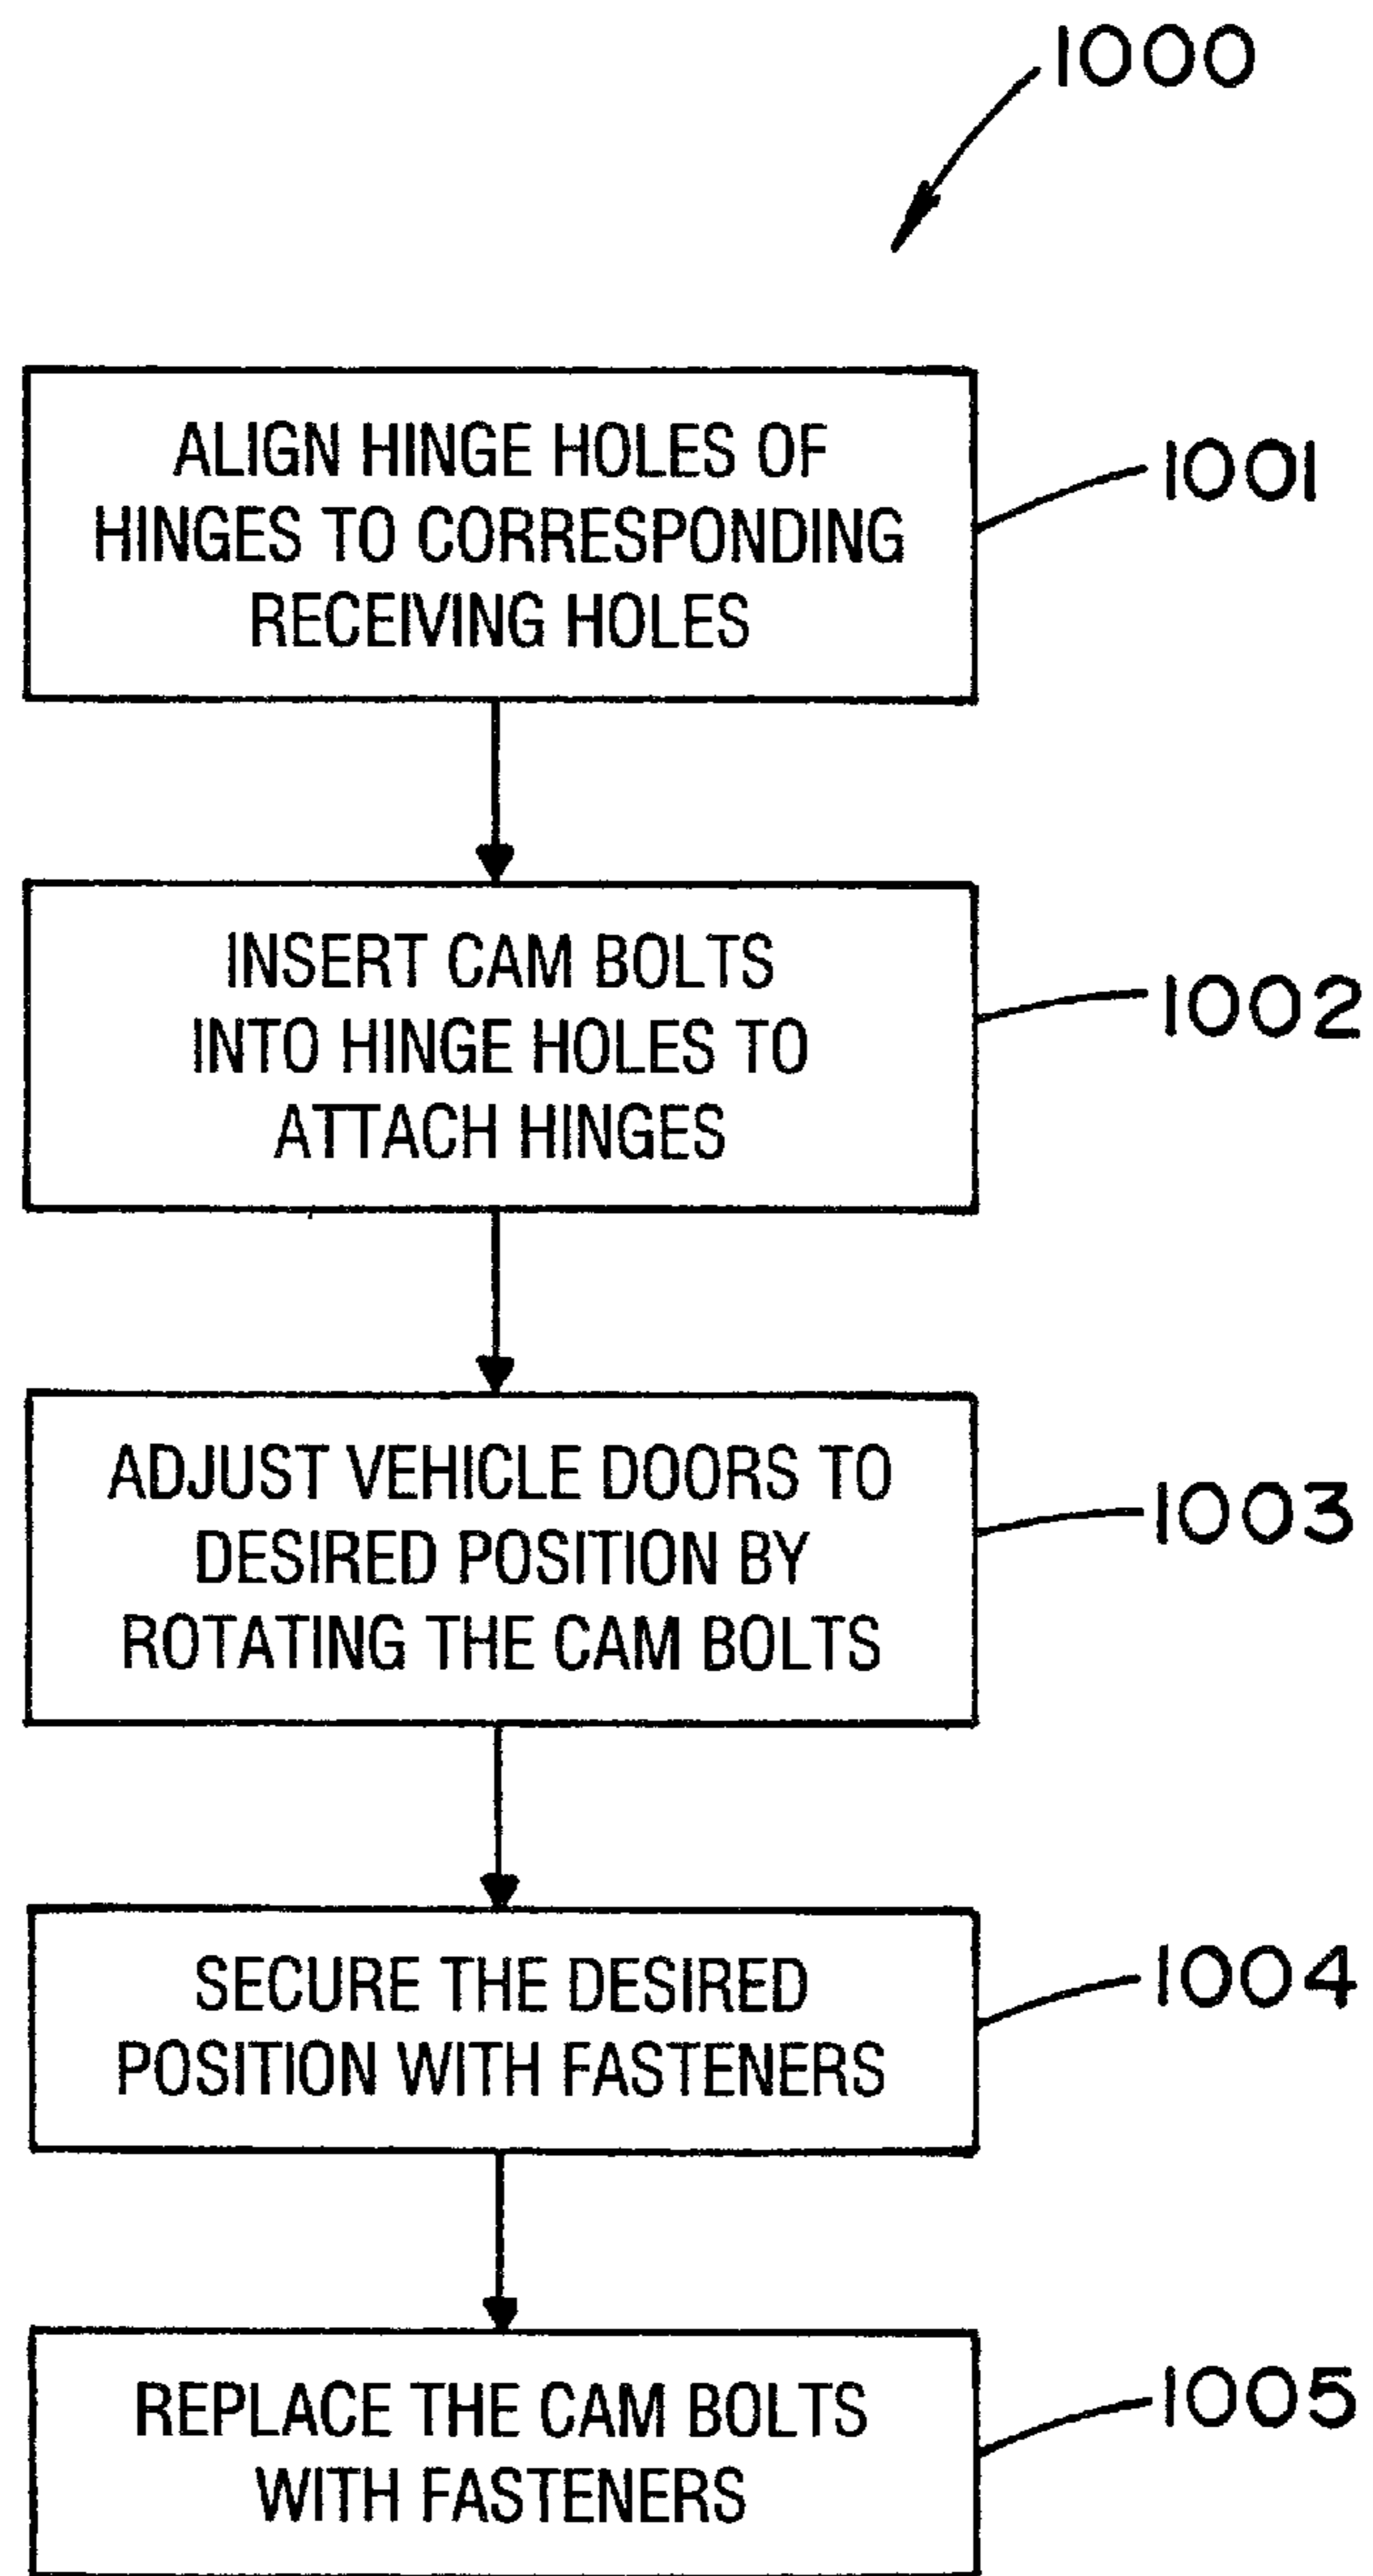 1000
ALIGN HINGE HOLES OF
HINGES TO CORRESPONDING
RECEIVING HOLES
1001
INSERT CAM BOLTS
INTO HINGE HOLES TO
ATTACH HINGES
1002
ADJUST VEHICLE DOORS TO
DESIRED POSITION BY
ROTATING THE CAM BOLTS
1003
SECURE THE DESIRED
POSITION WITH FASTENERS
1004
REPLACE THE CAM BOLTS
WITH FASTENERS
1005